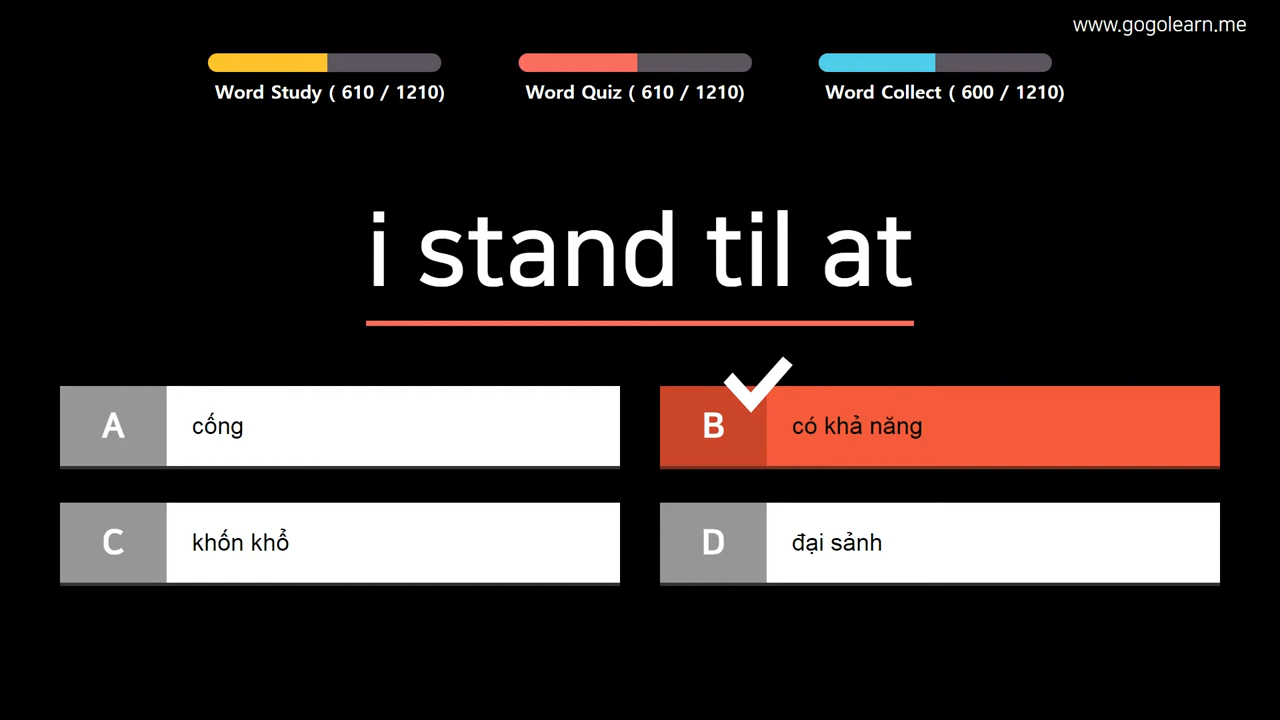 www.gogolearn.me
Word Study ( 610 / 1210)
Word Quiz ( 610 / 1210)
Word Collect ( 600 / 1210)
i stand til at
A cống
B có khả năng
C khốn khổ
D đại sảnh